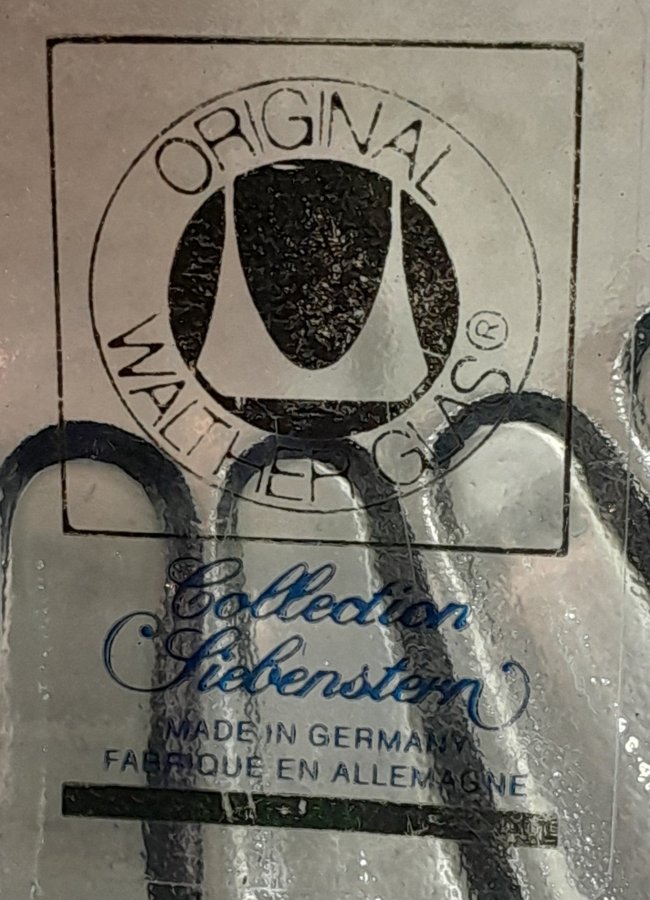 ORIGINAL
WALTHER GLAS®
Collection
Siebenstern
MADE IN GERMANY
FABRIQUE EN ALLEMAGNE